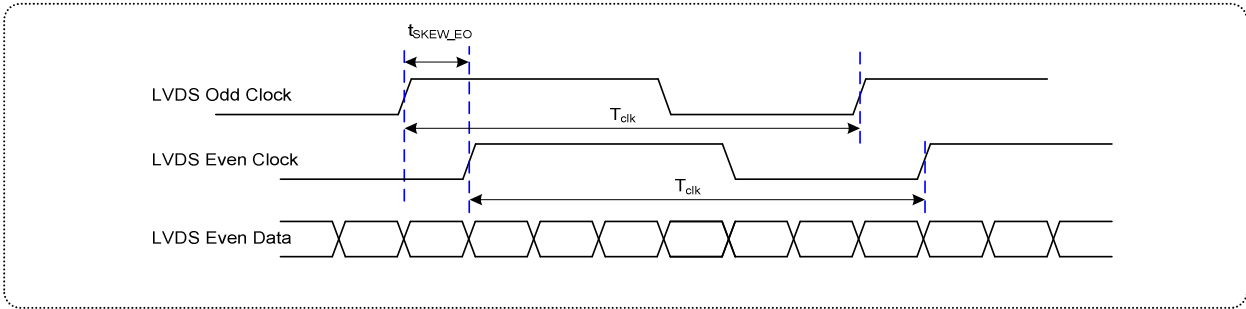 tSKEW_EO
LVDS Odd Clock
Tclk
LVDS Even Clock
Tclk
LVDS Even Data